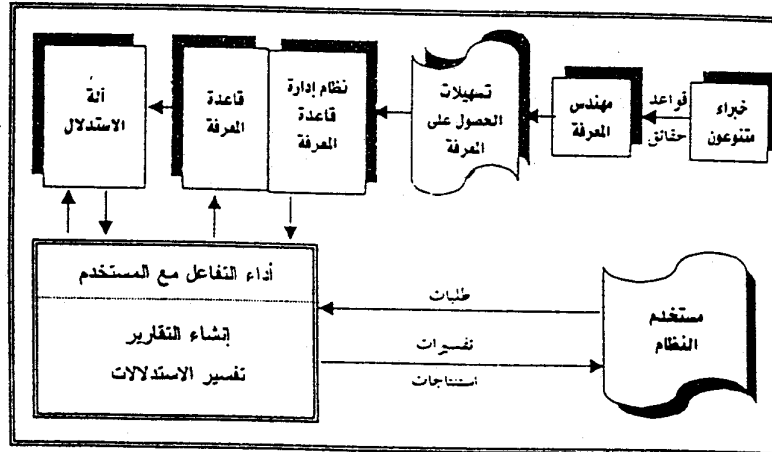 خبراء
متنوعون
قواعد
حقائق
مهندس
المعرفة
تسهيلات
الحصول على
المعرفة
نظام إدارة
قاعدة
المعرفة
قاعدة
المعرفة
ألة
الاستدلال
أداء التفاعل مع المستخدم
إنشاء التقارير
تفسير الاستدلالات
طلبات
تفسيرات
استنتاجات
مستخدم
النظام